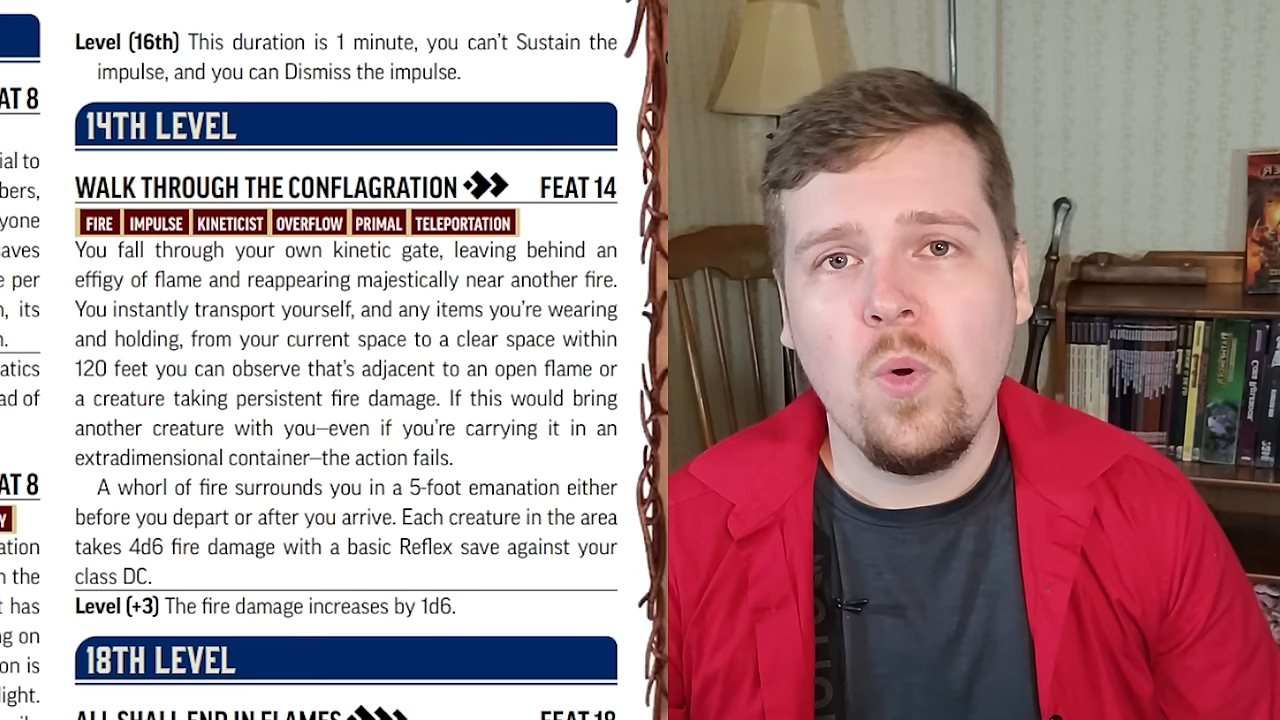 AT 8
ial to
bers,
yone
aves
e per
n, its
n.
atics
ad of
AT 8
Y
ation
n the
t has
ng on
on is
light.
Level (16th) This duration is 1 minute, you can't Sustain the
impulse, and you can Dismiss the impulse.
14TH LEVEL
WALK THROUGH THE CONFLAGRATION FEAT 14
FIRE IMPULSE KINETICIST OVERFLOW PRIMAL TELEPORTATION
You fall through your own kinetic gate, leaving behind an
effigy of flame and reappearing majestically near another fire.
You instantly transport yourself, and any items you're wearing
and holding, from your current space to a clear space within
120 feet you can observe that's adjacent to an open flame or
a creature taking persistent fire damage. If this would bring
another creature with you—even if you're carrying it in an
extradimensional container—the action fails.
A whorl of fire surrounds you in a 5-foot emanation either
before you depart or after you arrive. Each creature in the area
takes 4d6 fire damage with a basic Reflex save against your
class DC.
Level (+3) The fire damage increases by 1d6.
18TH LEVEL
ALL SHALL END IN FLAMES FEAT 18